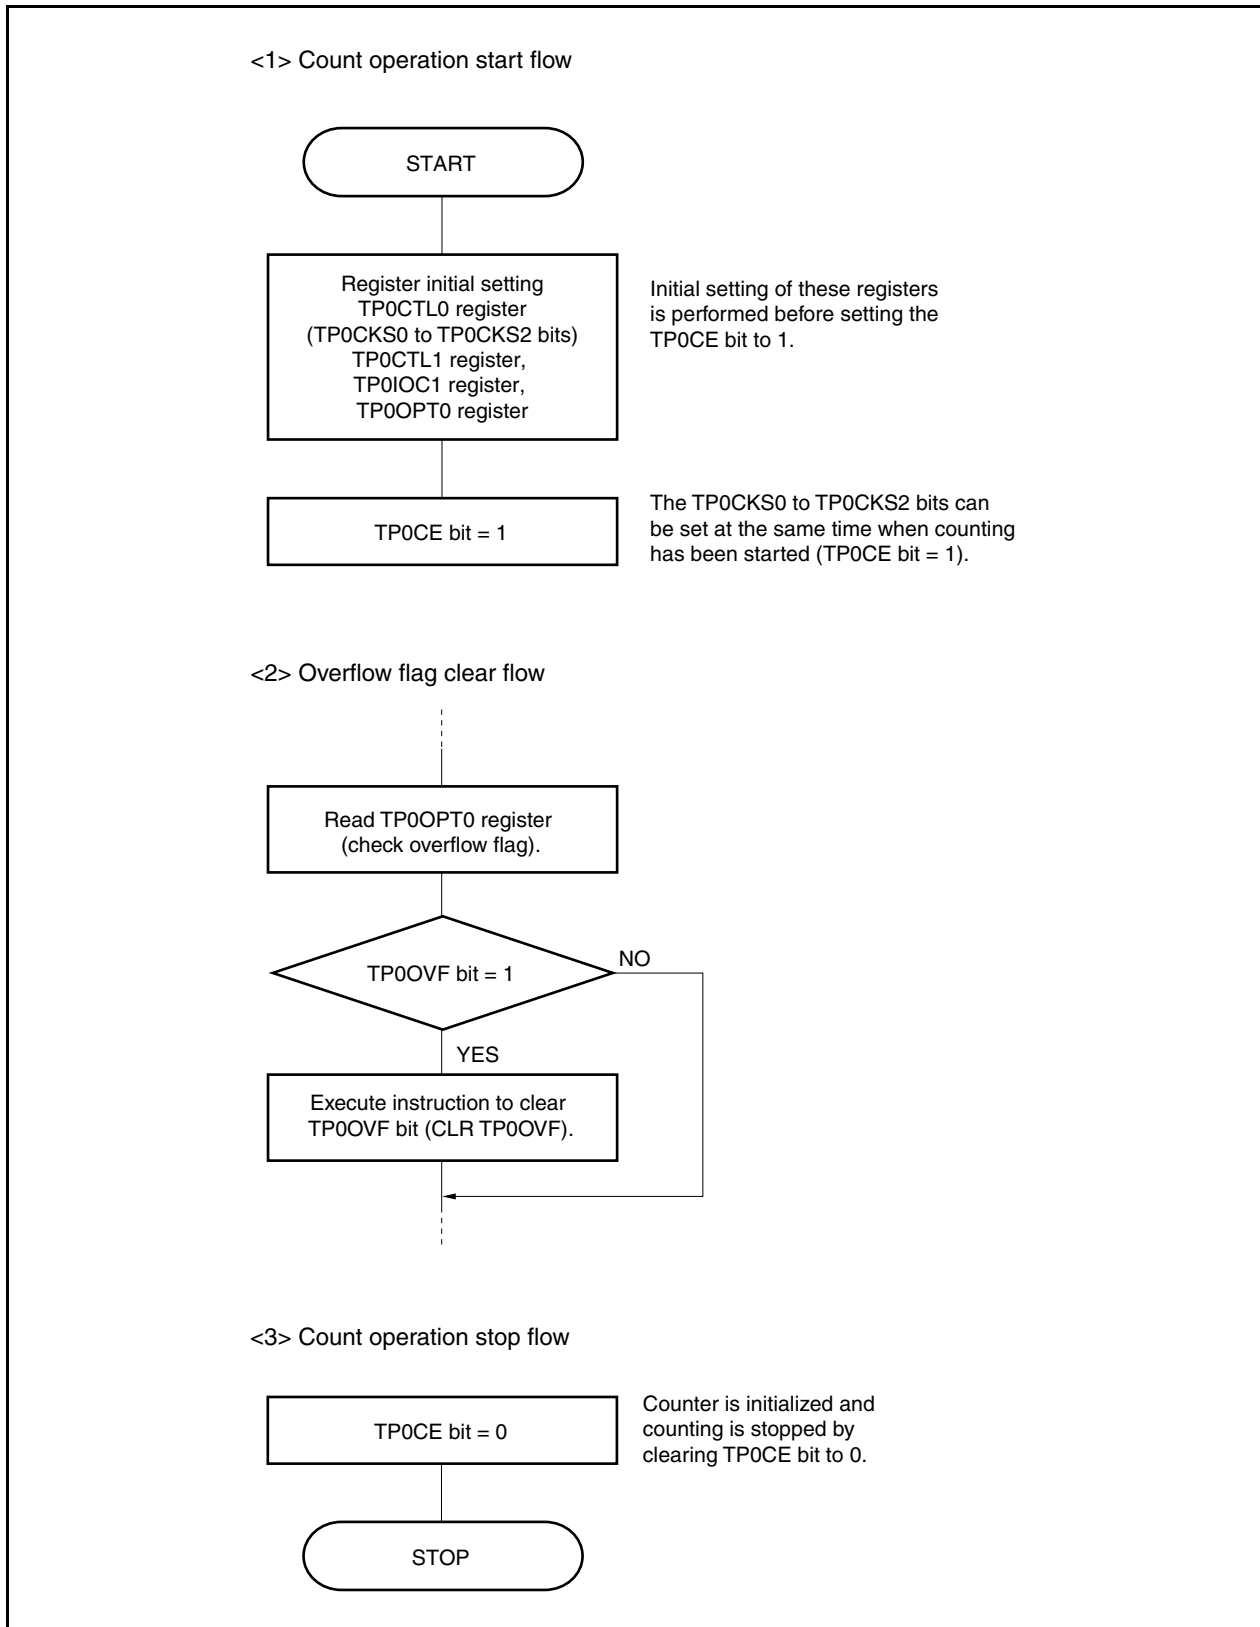 <1> Count operation start flow
START
Register initial setting
TP0CTL0 register
(TP0CKS0 to TP0CKS2 bits)
TP0CTL1 register,
TP0IOC1 register,
TP0OPT0 register
Initial setting of these registers
is performed before setting the
TP0CE bit to 1.
TP0CE bit = 1
The TP0CKS0 to TP0CKS2 bits can
be set at the same time when counting
has been started (TP0CE bit = 1).
<2> Overflow flag clear flow
Read TP0OPT0 register
(check overflow flag).
TP0OVF bit = 1
NO
YES
Execute instruction to clear
TP0OVF bit (CLR TP0OVF).
<3> Count operation stop flow
TP0CE bit = 0
Counter is initialized and
counting is stopped by
clearing TP0CE bit to 0.
STOP